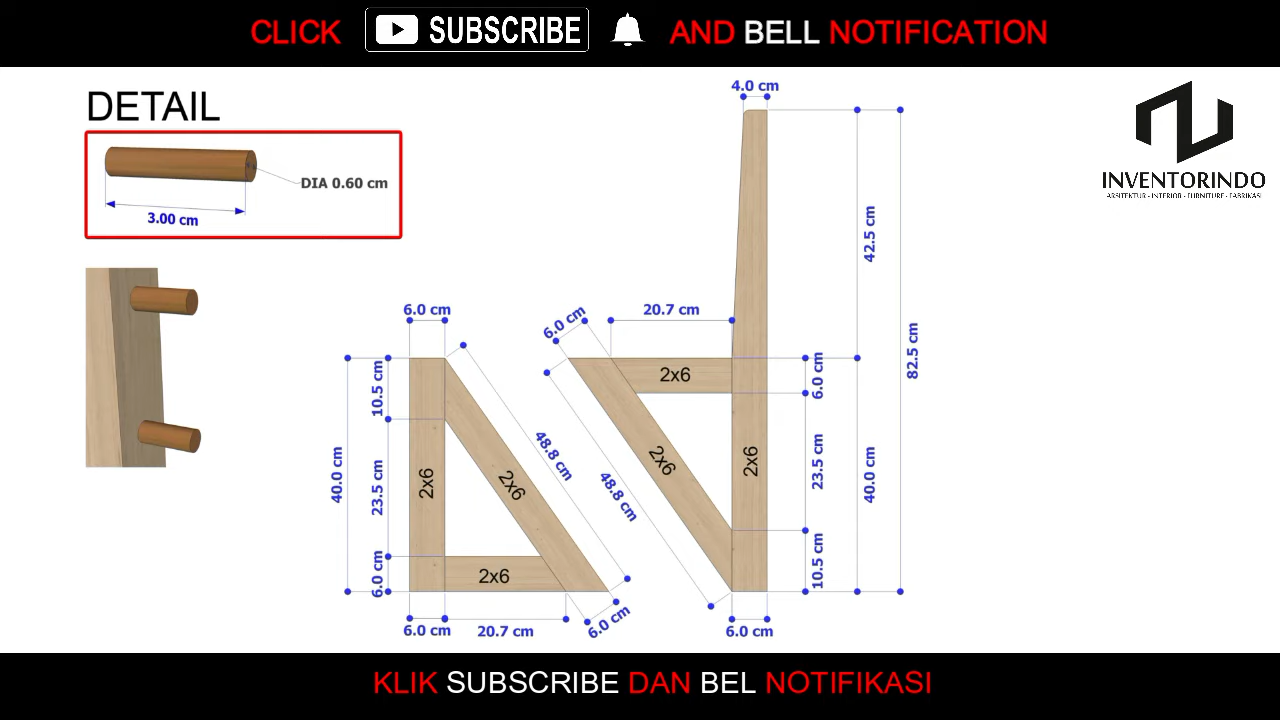 CLICK SUBSCRIBE AND BELL NOTIFICATION
DETAIL
DIA 0.60 cm
3.00 cm
INVENTORINDO
ARSITEKTUR - INTERIOR - FURNITURE - FABRIKASI
6.0 cm
10.5 cm
40.0 cm
23.5 cm
6.0 cm
2x6
2x6
2x6
48.8 cm
6.0 cm
20.7 cm
6.0 cm
4.0 cm
6.0 cm
20.7 cm
2x6
2x6
2x6
48.8 cm
42.5 cm
82.5 cm
6.0 cm
23.5 cm
40.0 cm
10.5 cm
6.0 cm
KLIK SUBSCRIBE DAN BEL NOTIFIKASI